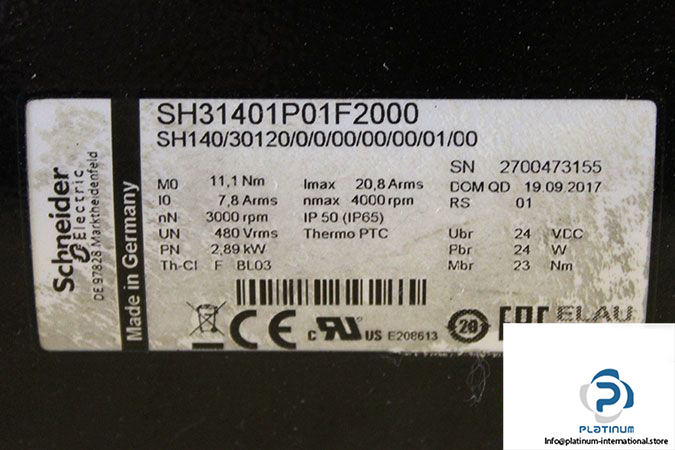 SH31401P01F2000
SH140/30120/0/0/00/00/00/01/00
SN 2700473155
M0 11,1 Nm Imax 20,8 Arms DOM QD 19.09.2017
I0 7,8 Arms nmax 4000 rpm RS 01
nN 3000 rpm IP 50 (IP65)
UN 480 Vrms Thermo PTC Ubr 24 VDC
PN 2,89 kW Pbr 24 W
Th-Cl F BL03 Mbr 23 Nm
Schneider
Electric
DE 97828 Marktheidenfeld
Made in Germany
CE c UR US E208613 20 EAC ELAU
PLATINUM
Info@platinum-international.store